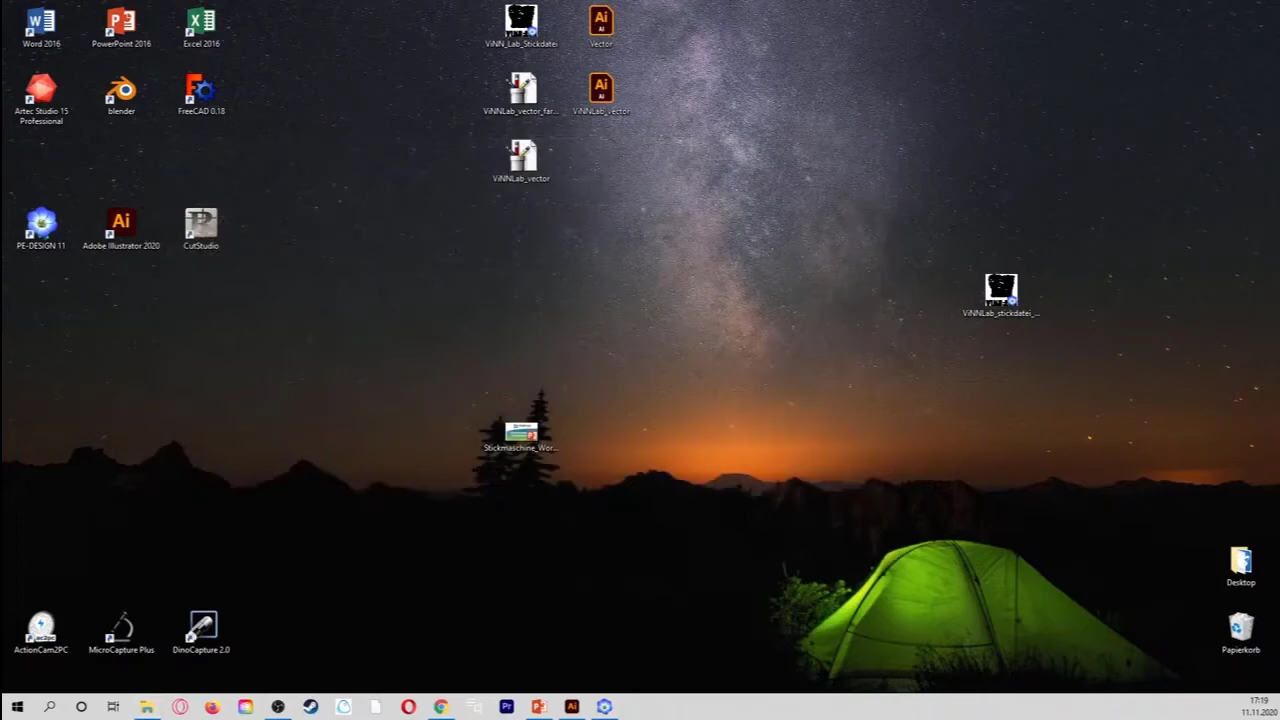 Word 2016
PowerPoint 2016
Excel 2016
ViNN_Lab_Stickdatei
Vector
Artec Studio 15
Professional
blender
FreeCAD 0.18
ViNNLab_vector_far...
ViNNLab_vector
ViNNLab_vector
PE-DESIGN 11
Adobe Illustrator 2020
CutStudio
ViNNLab_stickdatei_...
Stickmaschine_Wor...
Desktop
ActionCam2PC
MicroCapture Plus
DinoCapture 2.0
Papierkorb
17:19
11.11.2020